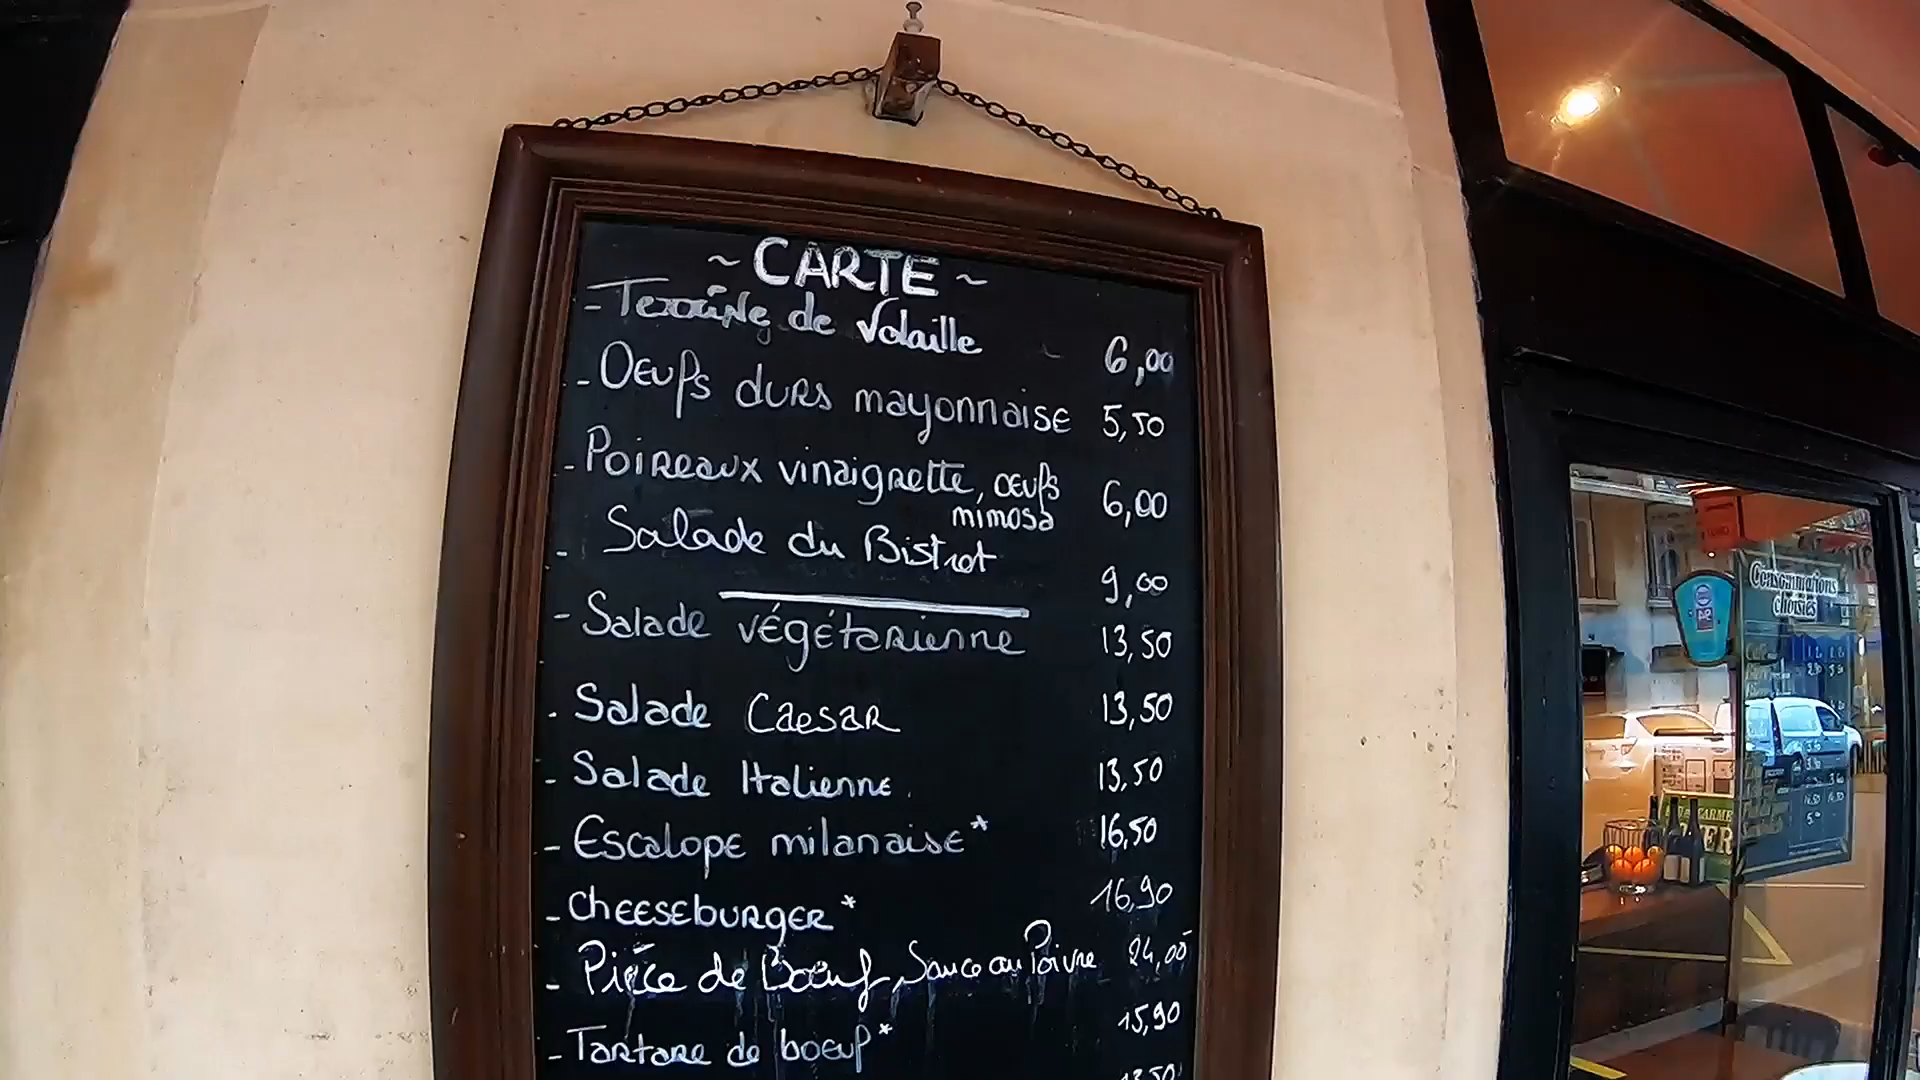 ~ CARTE ~
- Terrine de Volaille 6,00
- OEufs durs mayonnaise 5,50
- Poireaux vinaigrette, oeufs 6,00
mimosa
- Salade du Bistrot 9,00
- Salade végétarienne 13,50
- Salade Caesar 13,50
- Salade Italienne 13,50
- Escalope milanaise* 16,50
- Cheeseburger* 16,90
- Pièce de Boeuf, Sauce au Poivre 24,00
- Tartare de boeuf* 15,90
13,50
Consommations
choisies